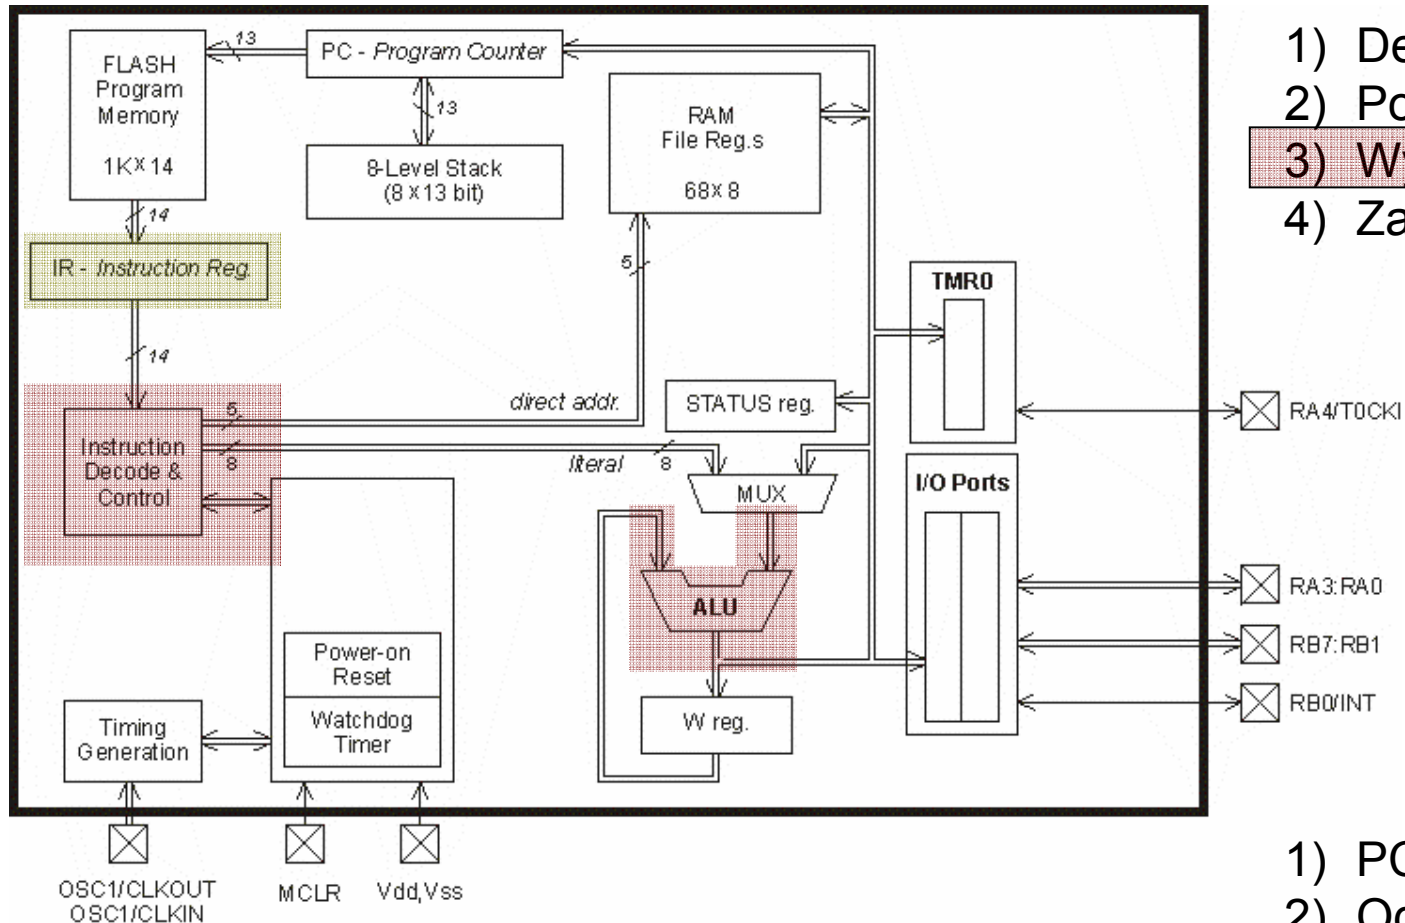 13
FLASH
Program
Memory
1K×14
PC - Program Counter
13
8-Level Stack
(8 ×13 bit)
RAM
File Reg.s
68×8
14
IR - Instruction Reg.
14
Instruction
Decode &
Control
5
8
direct addr.
5
literal
8
STATUS reg.
MUX
ALU
W reg.
TMR0
I/O Ports
Power-on
Reset
Watchdog
Timer
Timing
Generation
RA4/T0CKI
RA3:RA0
RB7:RB1
RB0/INT
OSC1/CLKOUT
OSC1/CLKIN
MCLR
Vdd,Vss
1)
2)
3)
4)
1)
2)